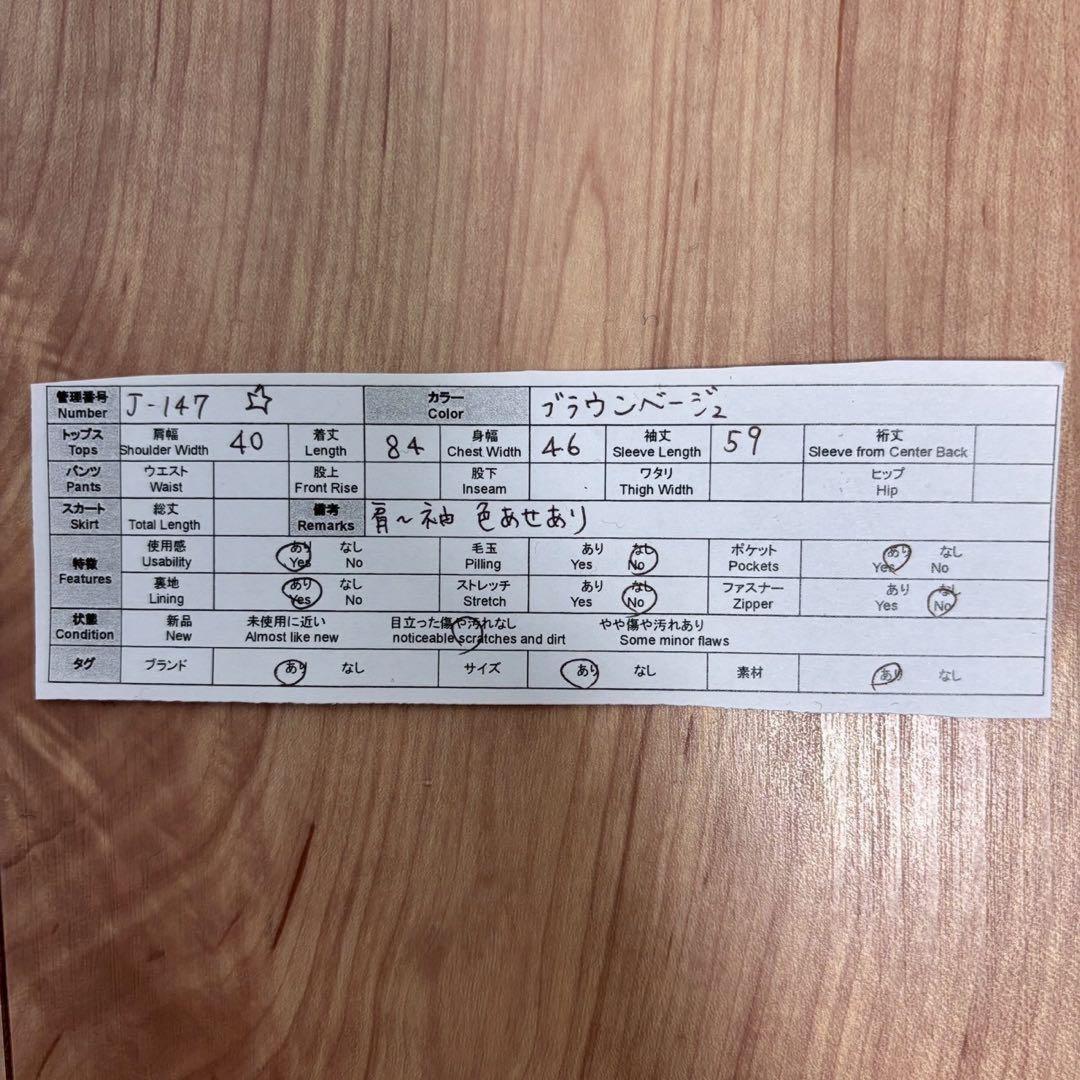 管理番号 J-147 ☆ カラー ブラウンベージュ
Number Color
トップス 肩幅 40 着丈 84 身幅 46 袖丈 59 裄丈
Tops Shoulder Width Length Chest Width Sleeve Length Sleeve from Center Back
パンツ ウエスト 股上 股下 ワタリ ヒップ
Pants Waist Front Rise Inseam Thigh Width Hip
スカート 総丈 備考 肩〜袖 色あせあり
Skirt Total Length Remarks
特徴 使用感 あり なし 毛玉 あり なし ポケット あり なし
Features Usability Yes No Pilling Yes No Pockets Yes No
裏地 あり なし ストレッチ あり なし ファスナー あり なし
Lining Yes No Stretch Yes No Zipper Yes No
状態 新品 未使用に近い 目立った傷や汚れなし やや傷や汚れあり
Condition New Almost like new noticeable scratches and dirt Some minor flaws
タグ ブランド あり なし サイズ あり なし 素材 あり なし